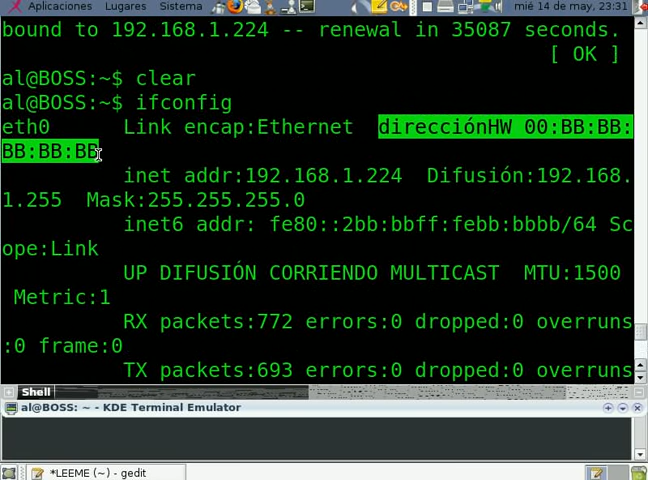 Aplicaciones Lugares Sistema mié 14 de may, 23:31
bound to 192.168.1.224 -- renewal in 35087 seconds.
[ OK ]
al@BOSS:~$ clear
al@BOSS:~$ ifconfig
eth0 Link encap:Ethernet direcciónHW 00:BB:BB:
BB:BB:BB
inet addr:192.168.1.224 Difusión:192.168.
1.255 Mask:255.255.255.0
inet6 addr: fe80::2bb:bbff:febb:bbbb/64 Sc
ope:Link
UP DIFUSIÓN CORRIENDO MULTICAST MTU:1500
Metric:1
RX packets:772 errors:0 dropped:0 overruns
:0 frame:0
TX packets:693 errors:0 dropped:0 overruns
Shell
al@BOSS: ~ - KDE Terminal Emulator
*LEEME (~) - gedit